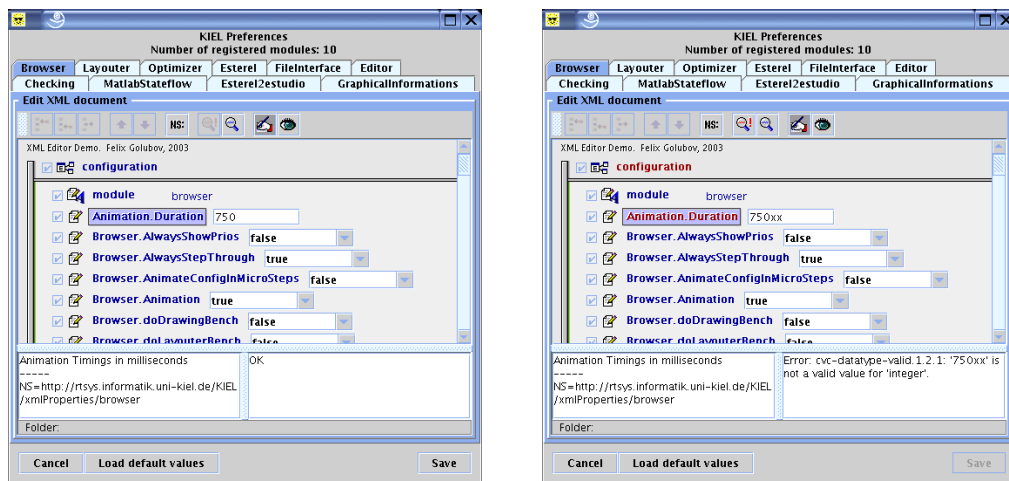 KIEL Preferences
Number of registered modules: 10
Browser Layouter Optimizer Esterel FileInterface Editor
Checking MatlabStateflow Esterel2estudio GraphicalInformations
Edit XML document
NS:
XML Editor Demo. Felix Golubov, 2003
configuration
module browser
Animation.Duration 750
Browser.AlwaysShowPrios false
Browser.AlwaysStepThrough true
Browser.AnimateConfigInMicroSteps false
Browser.Animation true
Browser.doDrawingBench false
Browser.doLayouterBench false
Animation Timings in milliseconds
-----
NS=http://rtsys.informatik.uni-kiel.de/KIEL
/xmlProperties/browser
OK
Folder:
Cancel Load default values Save
KIEL Preferences
Number of registered modules: 10
Browser Layouter Optimizer Esterel FileInterface Editor
Checking MatlabStateflow Esterel2estudio GraphicalInformations
Edit XML document
NS:
XML Editor Demo. Felix Golubov, 2003
configuration
module browser
Animation.Duration 750xx
Browser.AlwaysShowPrios false
Browser.AlwaysStepThrough true
Browser.AnimateConfigInMicroSteps false
Browser.Animation true
Browser.doDrawingBench false
Browser.doLayouterBench false
Animation Timings in milliseconds
-----
NS=http://rtsys.informatik.uni-kiel.de/KIEL
/xmlProperties/browser
Error: cvc-datatype-valid.1.2.1: '750xx' is
not a valid value for 'integer'.
Folder:
Cancel Load default values Save